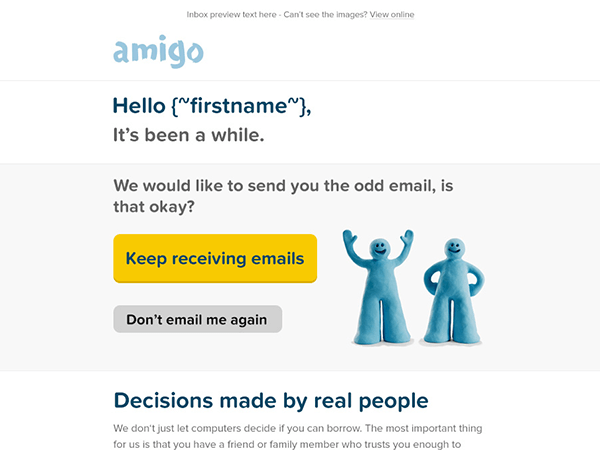 Inbox preview text here - Can't see the images? View online
amigo
Hello {~firstname~},
It's been a while.
We would like to send you the odd email, is
that okay?
Keep receiving emails
Don't email me again
Decisions made by real people
We don't just let computers decide if you can borrow. The most important thing
for us is that you have a friend or family member who trusts you enough to